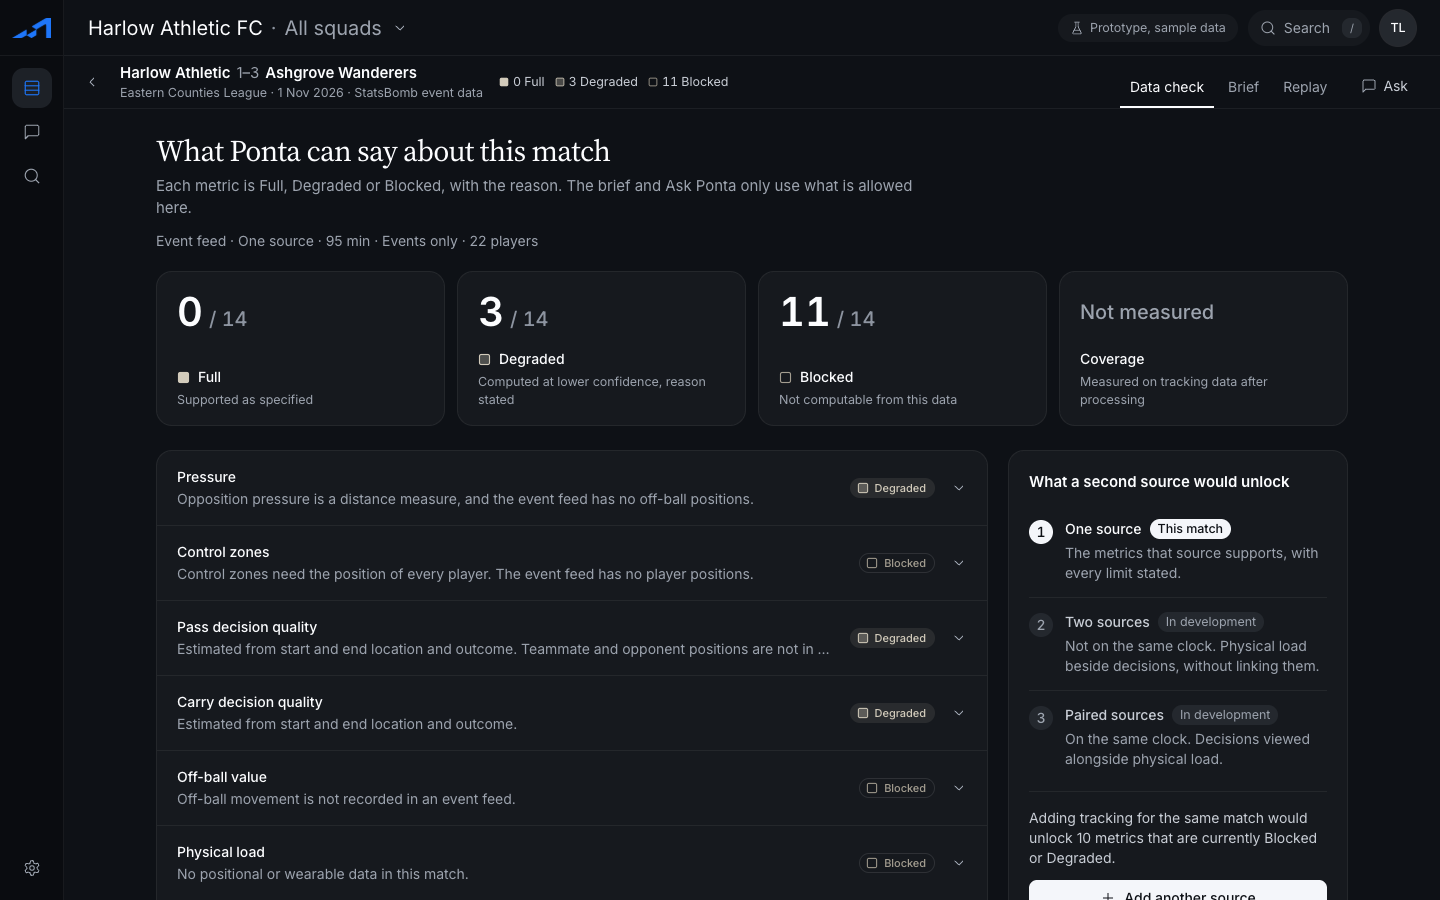 Harlow Athletic FC · All squads
Prototype, sample data
Search /
TL
Harlow Athletic 1–3 Ashgrove Wanderers
Eastern Counties League · 1 Nov 2026 · StatsBomb event data
0 Full 3 Degraded 11 Blocked
Data check Brief Replay Ask
What Ponta can say about this match
Each metric is Full, Degraded or Blocked, with the reason. The brief and Ask Ponta only use what is allowed
here.
Event feed · One source · 95 min · Events only · 22 players
0 / 14
Full
Supported as specified
3 / 14
Degraded
Computed at lower confidence, reason
stated
11 / 14
Blocked
Not computable from this data
Not measured
Coverage
Measured on tracking data after
processing
Pressure
Opposition pressure is a distance measure, and the event feed has no off-ball positions.
Degraded
Control zones
Control zones need the position of every player. The event feed has no player positions.
Blocked
Pass decision quality
Estimated from start and end location and outcome. Teammate and opponent positions are not in ...
Degraded
Carry decision quality
Estimated from start and end location and outcome.
Degraded
Off-ball value
Off-ball movement is not recorded in an event feed.
Blocked
Physical load
No positional or wearable data in this match.
Blocked
What a second source would unlock
1 One source This match
The metrics that source supports, with
every limit stated.
2 Two sources In development
Not on the same clock. Physical load
beside decisions, without linking them.
3 Paired sources In development
On the same clock. Decisions viewed
alongside physical load.
Adding tracking for the same match would
unlock 10 metrics that are currently Blocked
or Degraded.
Add another source